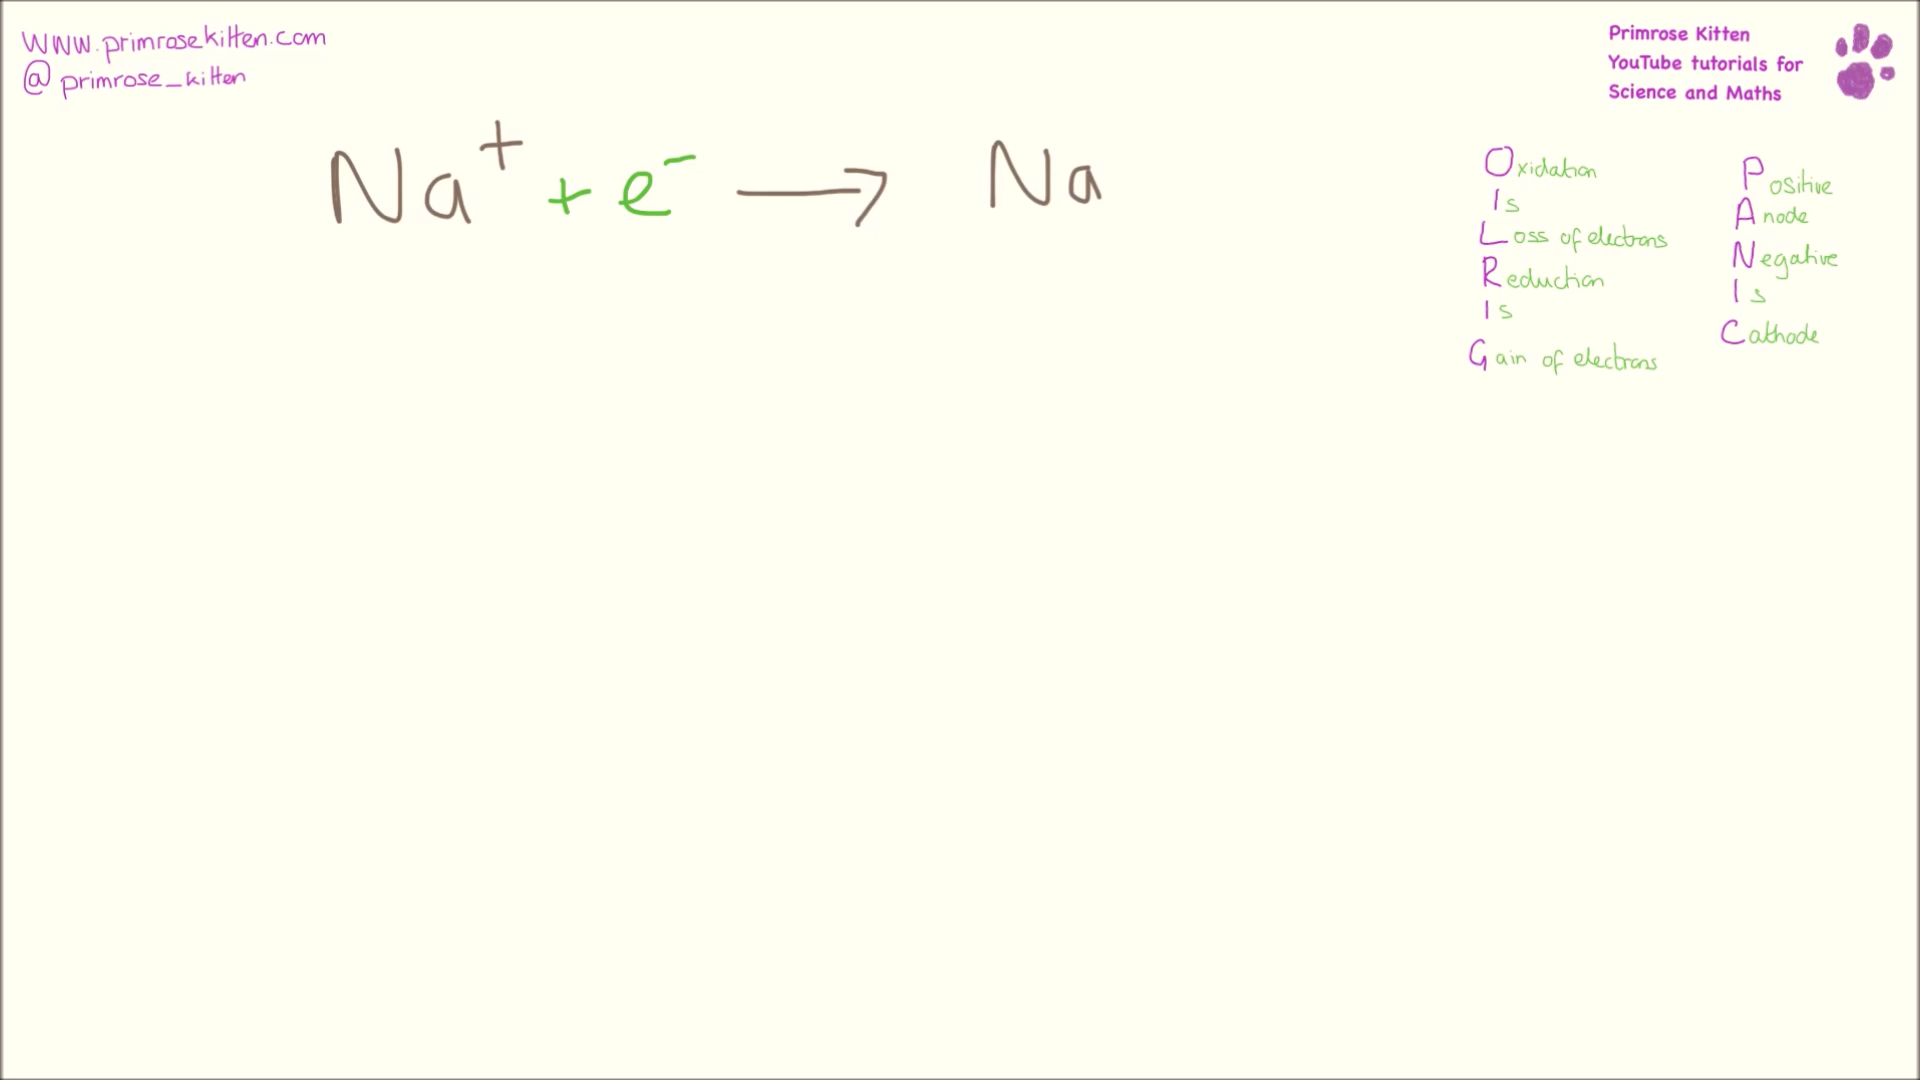 www.primrosekitten.com
@primrose_kitten
Primrose Kitten
YouTube tutorials for
Science and Maths
Na⁺ + e⁻ → Na
Oxidation
Is
Loss of electrons
Reduction
Is
Gain of electrons
Positive
Anode
Negative
Is
Cathode